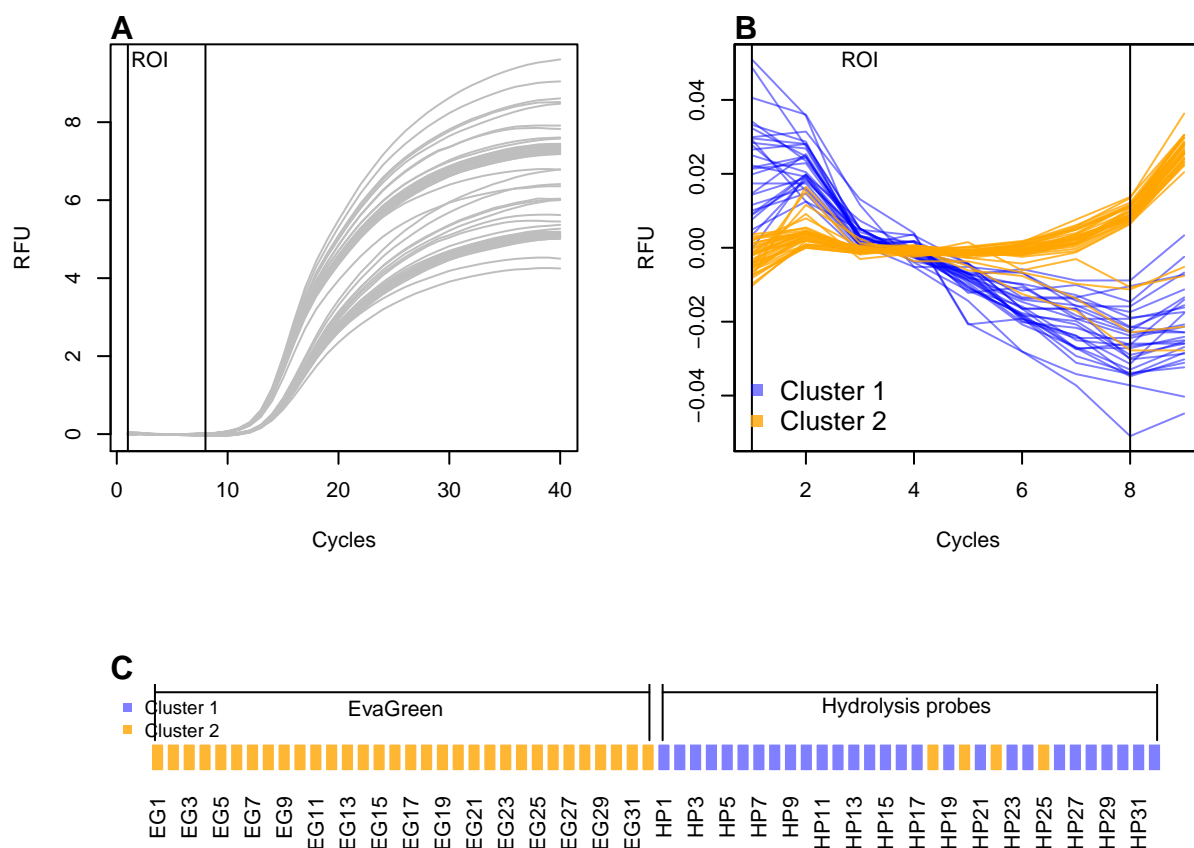 A
ROI
RFU
0 2 4 6 8
0 10 20 30 40
Cycles
B
ROI
RFU
−0.04 −0.02 0.00 0.02 0.04
Cluster 1
Cluster 2
2 4 6 8
Cycles
C
Cluster 1
Cluster 2
EvaGreen
Hydrolysis probes
EG1 EG3 EG5 EG7 EG9 EG11 EG13 EG15 EG17 EG19 EG21 EG23 EG25 EG27 EG29 EG31 HP1 HP3 HP5 HP7 HP9 HP11 HP13 HP15 HP17 HP19 HP21 HP23 HP25 HP27 HP29 HP31